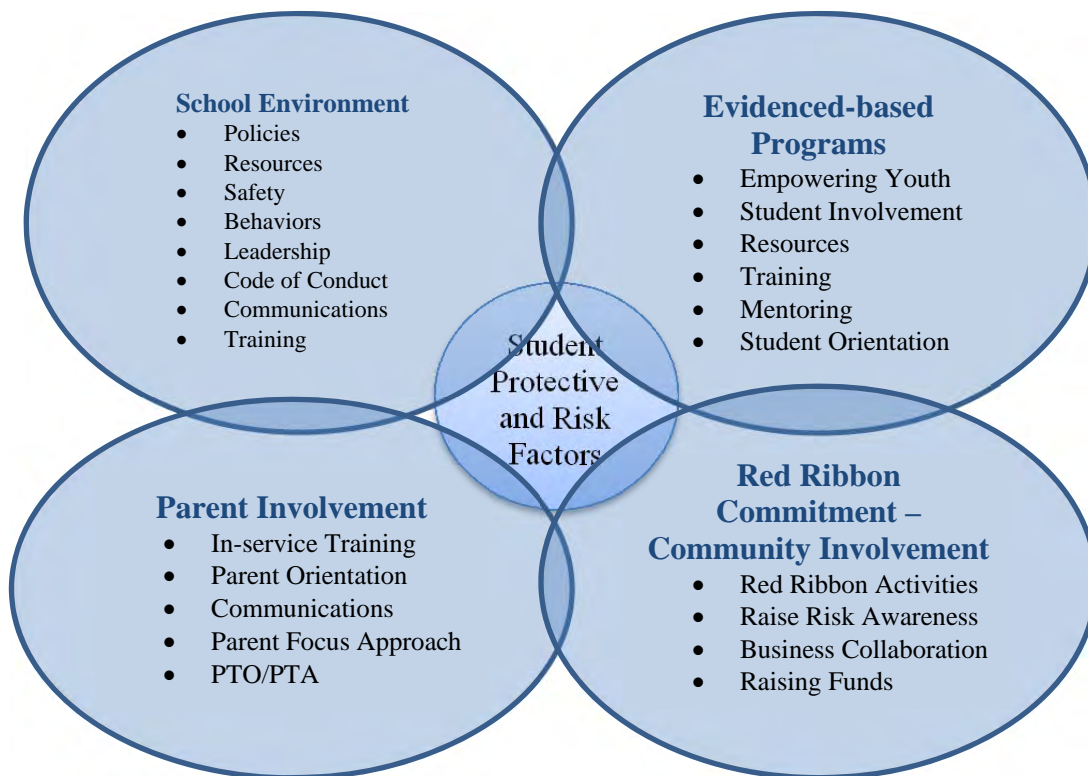 School Environment
• Policies
• Resources
• Safety
• Behaviors
• Leadership
• Code of Conduct
• Communications
• Training
Evidenced-based
Programs
• Empowering Youth
• Student Involvement
• Resources
• Training
• Mentoring
• Student Orientation
Student
Protective
and Risk
Factors
Parent Involvement
• In-service Training
• Parent Orientation
• Communications
• Parent Focus Approach
• PTO/PTA
Red Ribbon
Commitment –
Community Involvement
• Red Ribbon Activities
• Raise Risk Awareness
• Business Collaboration
• Raising Funds